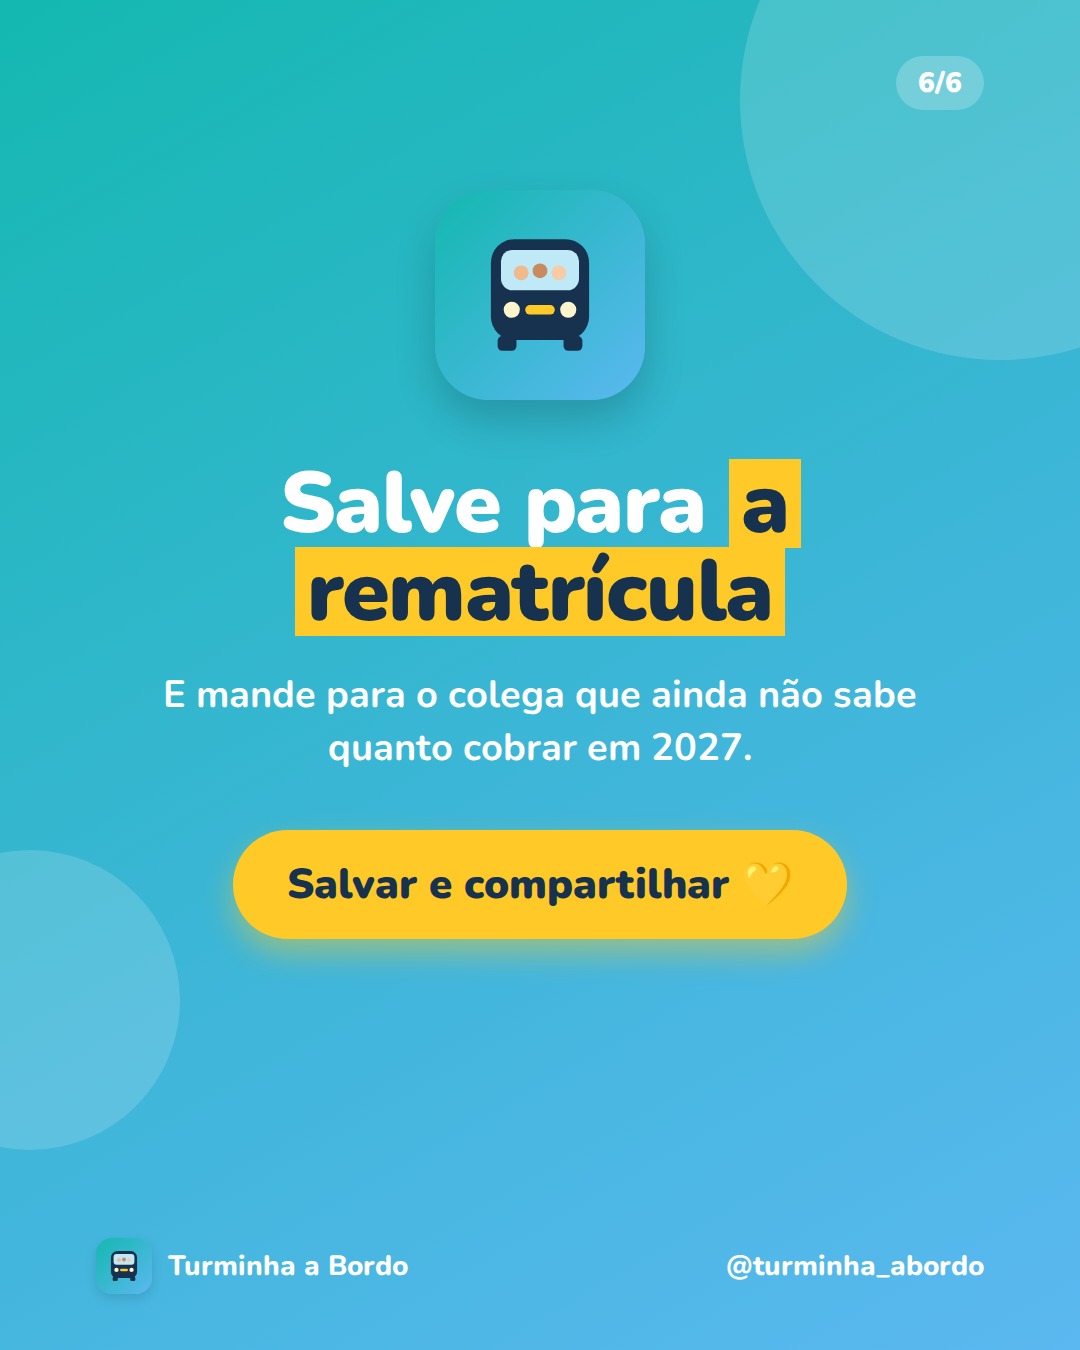 6/6
Salve para a
rematrícula
E mande para o colega que ainda não sabe
quanto cobrar em 2027.
Salvar e compartilhar 💛
Turminha a Bordo
@turminha_abordo